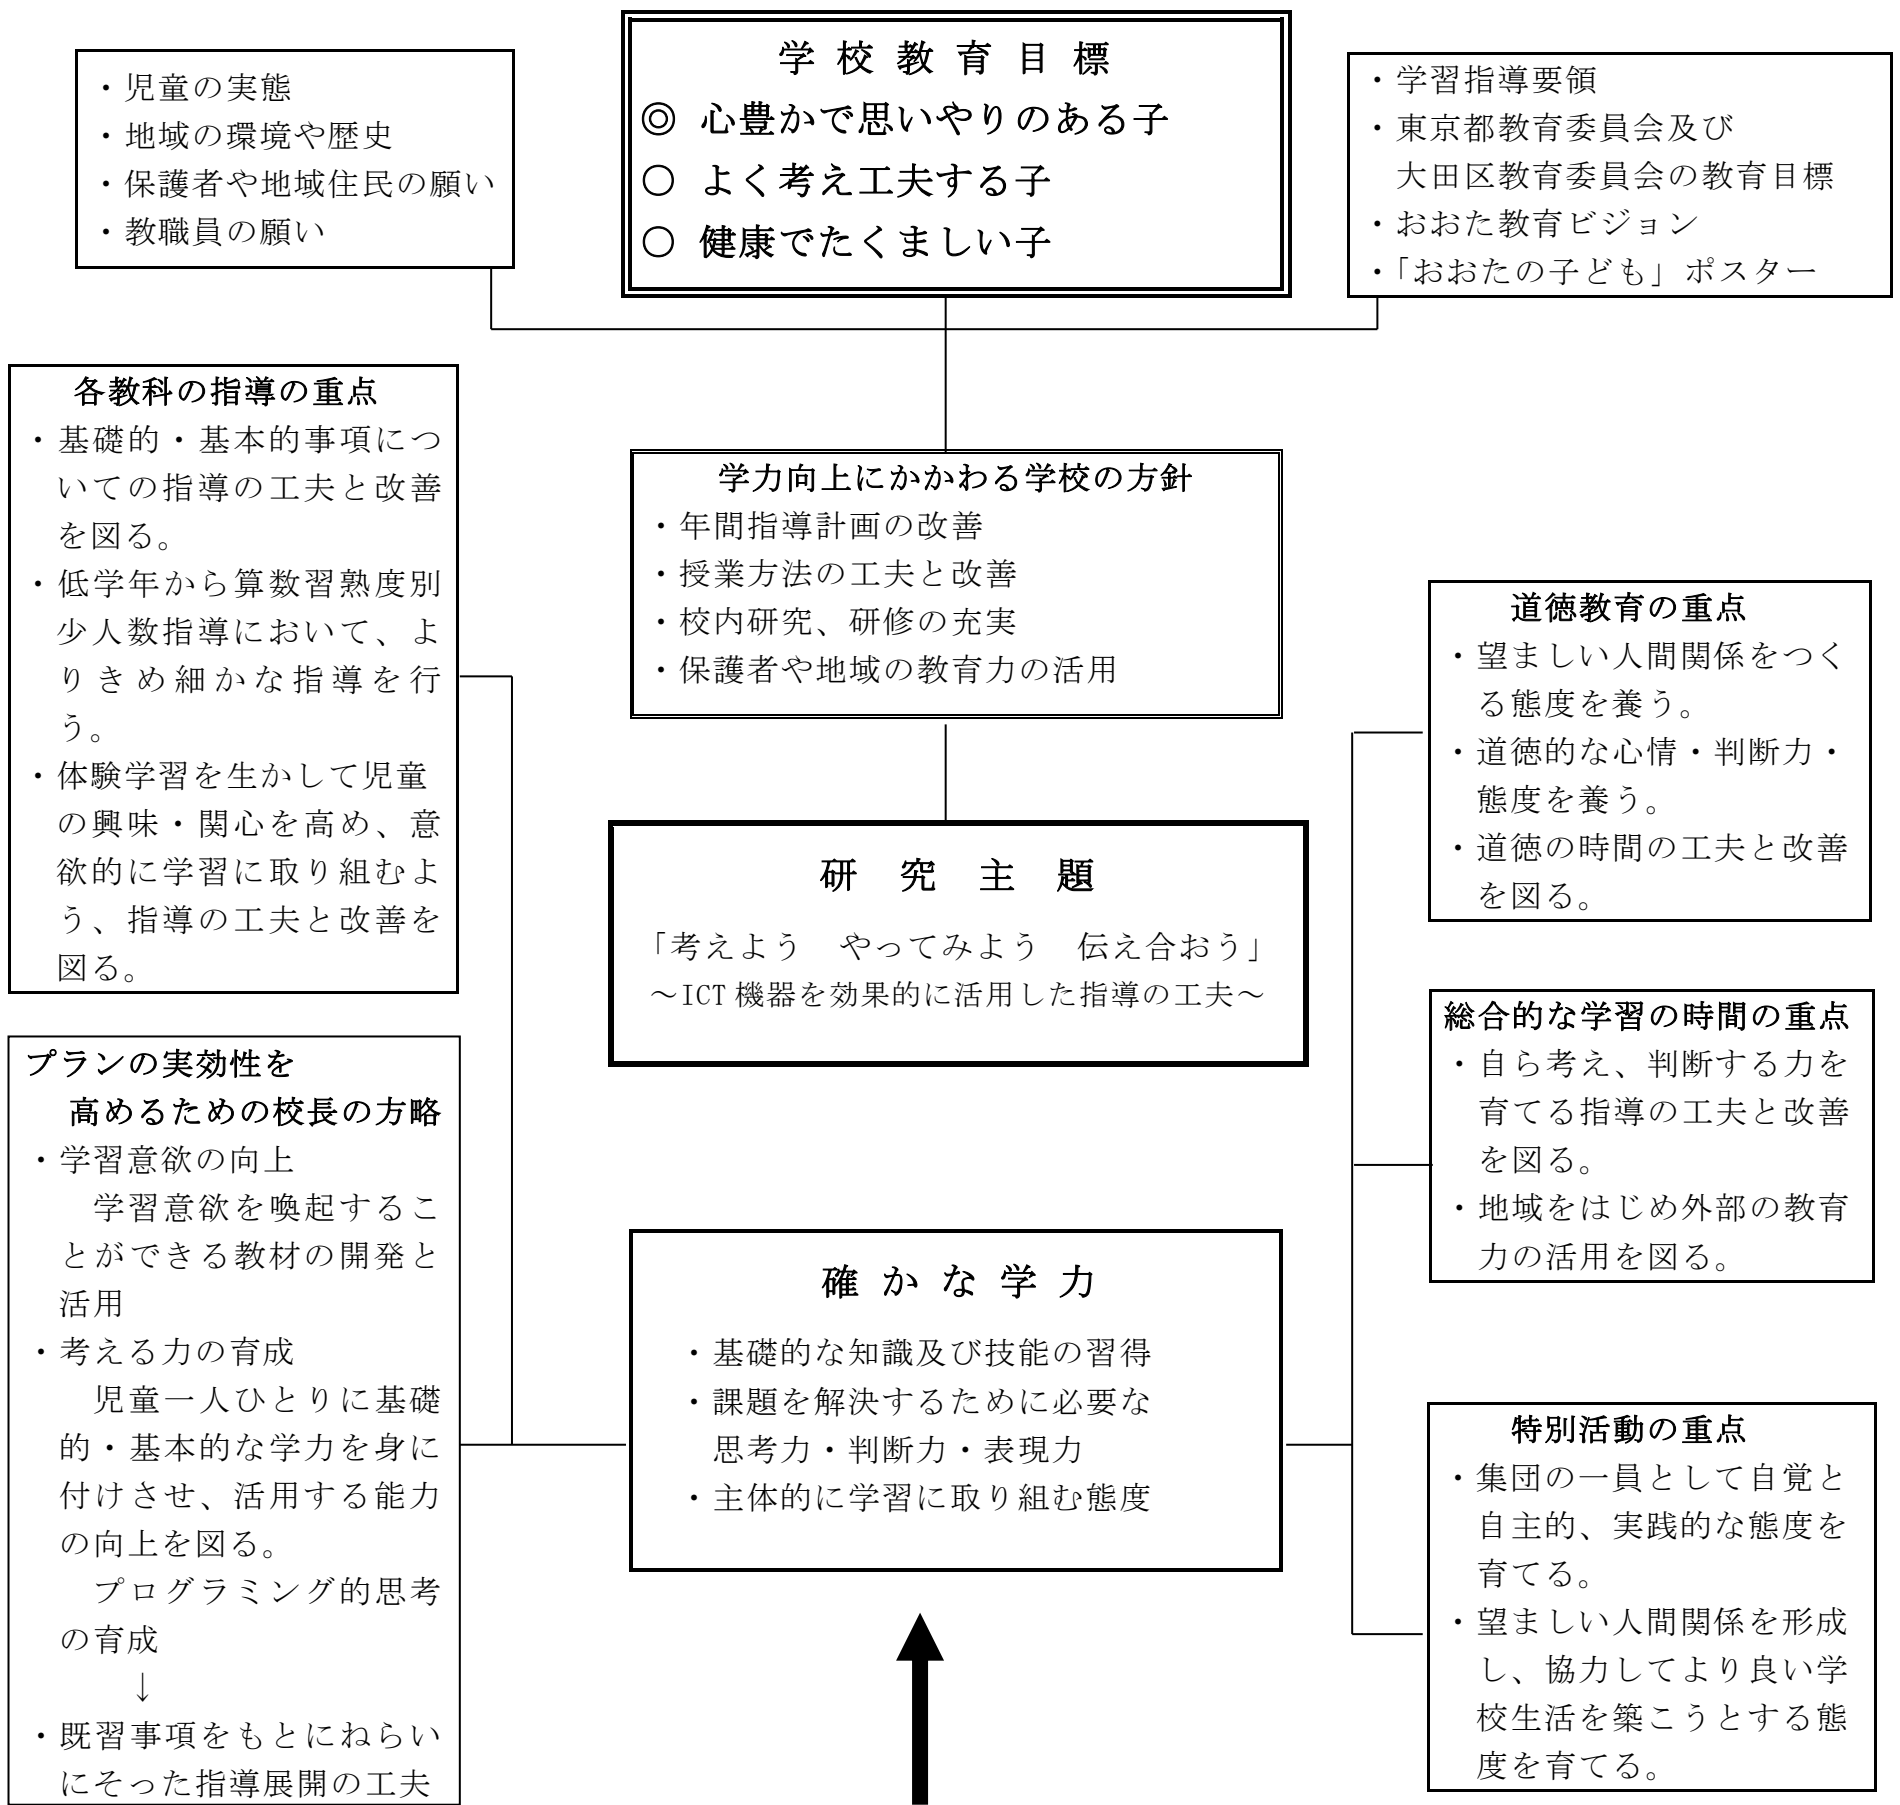 学校教育目標
◎ 心豊かで思いやりのある子
○ よく考え工夫する子
○ 健康でたくましい子
・児童の実態
・地域の環境や歴史
・保護者や地域住民の願い
・教職員の願い
・学習指導要領
・東京都教育委員会及び
大田区教育委員会の教育目標
・おおた教育ビジョン
・「おおたの子ども」ポスター
各教科の指導の重点
・基礎的・基本的事項につ
いての指導の工夫と改善
を図る。
・低学年から算数習熟度別
少人数指導において、よ
りきめ細かな指導を行
う。
・体験学習を生かして児童
の興味・関心を高め、意
欲的に学習に取り組むよ
う、指導の工夫と改善を
図る。
学力向上にかかわる学校の方針
・年間指導計画の改善
・授業方法の工夫と改善
・校内研究、研修の充実
・保護者や地域の教育力の活用
道徳教育の重点
・望ましい人間関係をつく
る態度を養う。
・道徳的な心情・判断力・
態度を養う。
・道徳の時間の工夫と改善
を図る。
研　究　主　題
「考えよう　やってみよう　伝え合おう」
～ICT機器を効果的に活用した指導の工夫～
総合的な学習の時間の重点
・自ら考え、判断する力を
育てる指導の工夫と改善
を図る。
・地域をはじめ外部の教育
力の活用を図る。
プランの実効性を
高めるための校長の方略
・学習意欲の向上
学習意欲を喚起するこ
とができる教材の開発と
活用
・考える力の育成
児童一人ひとりに基礎
的・基本的な学力を身に
付けさせ、活用する能力
の向上を図る。
プログラミング的思考
の育成
↓
・既習事項をもとにねらい
にそった指導展開の工夫
確かな学力
・基礎的な知識及び技能の習得
・課題を解決するために必要な
思考力・判断力・表現力
・主体的に学習に取り組む態度
特別活動の重点
・集団の一員として自覚と
自主的、実践的な態度を
育てる。
・望ましい人間関係を形成
し、協力してより良い学
校生活を築こうとする態
度を育てる。